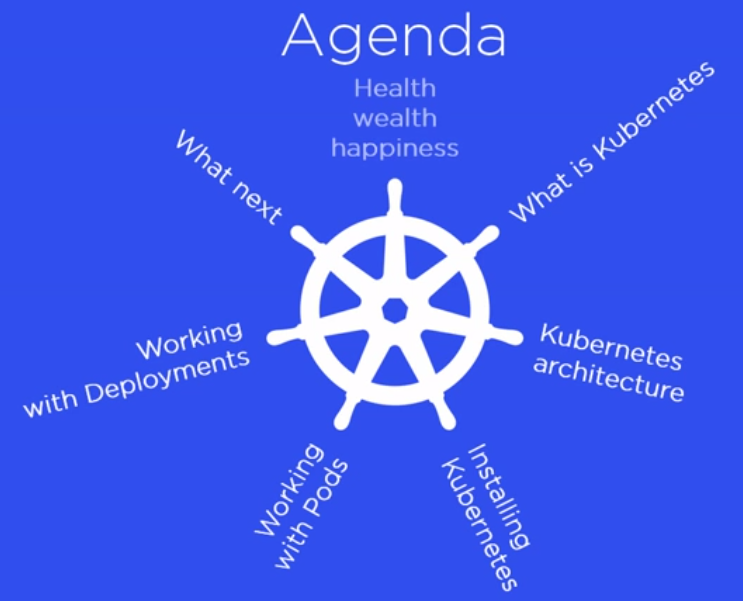 Agenda
Health
wealth
happiness
What is Kubernetes
Kubernetes
architecture
Installing
Kubernetes
Working
with Pods
Working
with Deployments
What next